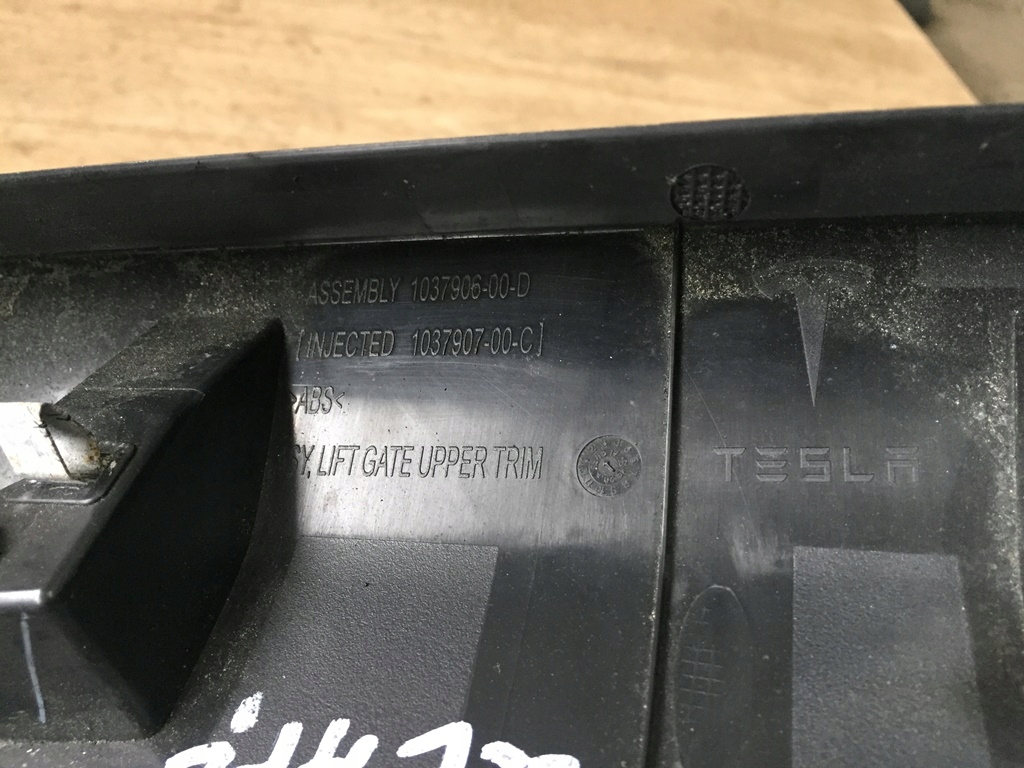 ASSEMBLY 1037906-00-D
[INJECTED 1037907-00-C]
>ABS<
SY, LIFT GATE UPPER TRIM
TESLA